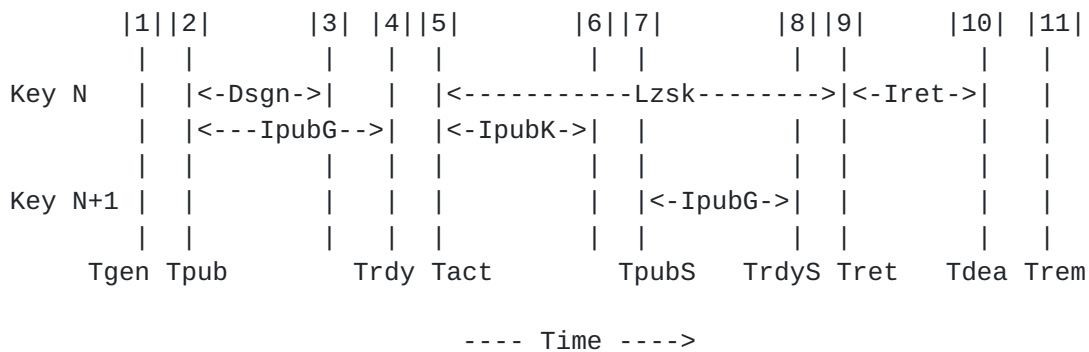 |1||2|      |3| |4||5|       |6||7|       |8||9|     |10| |11|
        |  |        |   |  |         |  |         |  |        |   |
Key N   |  |<-Dsgn->|   |  |<-----------Lzsk-------->|<-Iret->|   |
        |  |<---IpubG-->|  |<-IpubK->|  |         |  |        |   |
        |  |        |   |  |         |  |         |  |        |   |
Key N+1 |  |        |   |  |         |  |<-IpubG->|  |        |   |
        |  |        |   |  |         |  |         |  |        |   |
     Tgen Tpub        Trdy Tact        TpubS   TrdyS Tret   Tdea Trem
                             ---- Time ---->